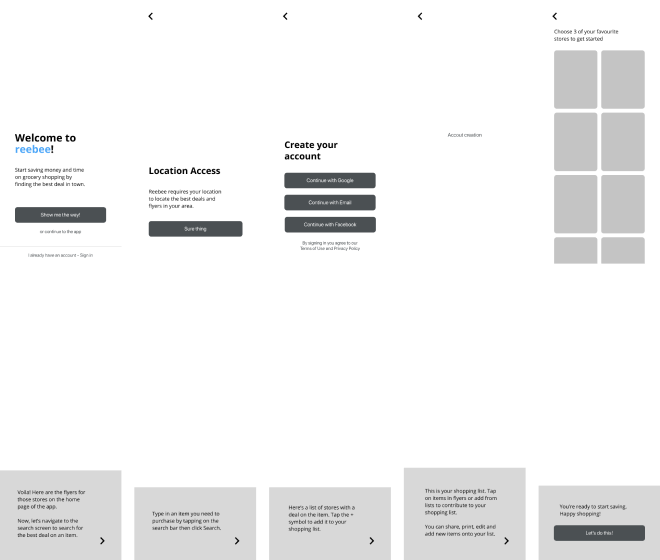 Welcome to
reebee!
Start saving money and time
on grocery shopping by
finding the best deal in town.
Show me the way!
or continue to the app
I already have an account - Sign in
Location Access
Reebee requires your location
to locate the best deals and
flyers in your area.
Sure thing
Create your
account
Continue with Google
Continue with Email
Continue with Facebook
By signing in you agree to our
Terms of Use and Privacy Policy
Accout creation
Choose 3 of your favourite
stores to get started
Voila! Here are the flyers for
those stores on the home
page of the app.
Now, let's navigate to the
search screen to search for
the best deal on an item.
Type in an item you need to
purchase by tapping on the
search bar then click Search.
Here's a list of stores with a
deal on the item. Tap the +
symbol to add it to your
shopping list.
This is your shopping list. Tap
on items in flyers or add from
lists to contribute to your
shopping list.
You can share, print, edit and
add new items onto your list.
You're ready to start saving.
Happy shopping!
Let's do this!